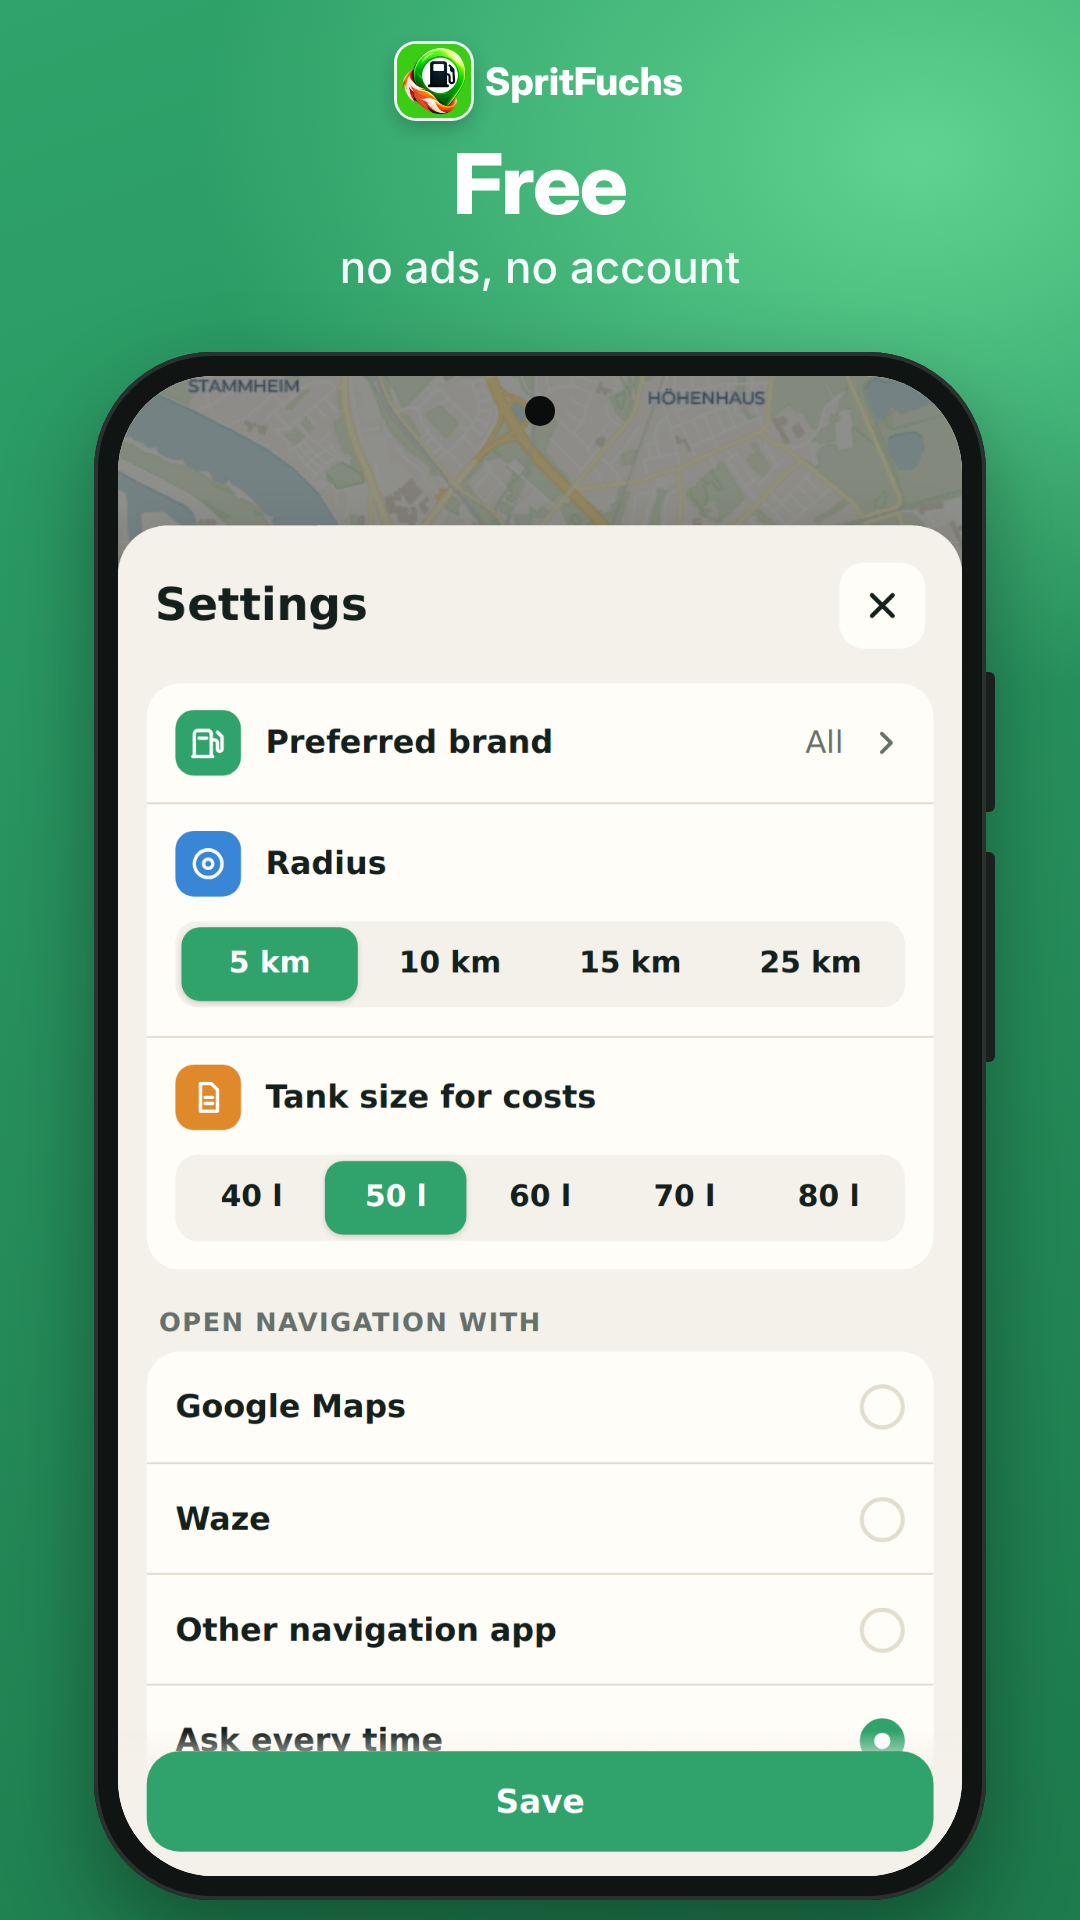 SpritFuchs
Free
no ads, no account
STAMMHEIM
HÖHENHAUS
Settings
Preferred brand All
Radius
5 km 10 km 15 km 25 km
Tank size for costs
40 l 50 l 60 l 70 l 80 l
OPEN NAVIGATION WITH
Google Maps
Waze
Other navigation app
Ask every time
Save